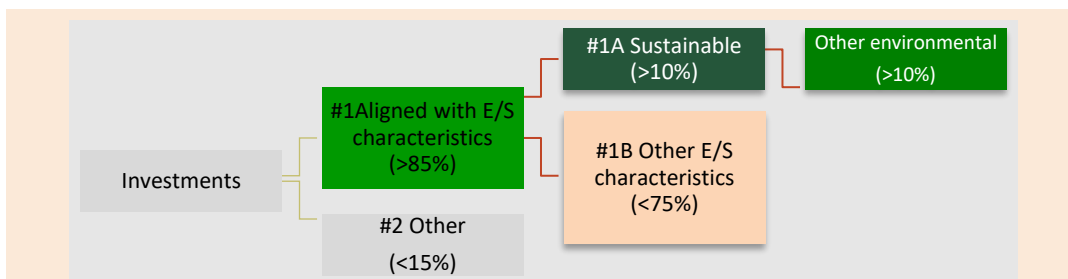 Investments
#1Aligned with E/S
characteristics
(>85%)
#2 Other
(<15%)
#1A Sustainable
(>10%)
#1B Other E/S
characteristics
(<75%)
Other environmental
(>10%)